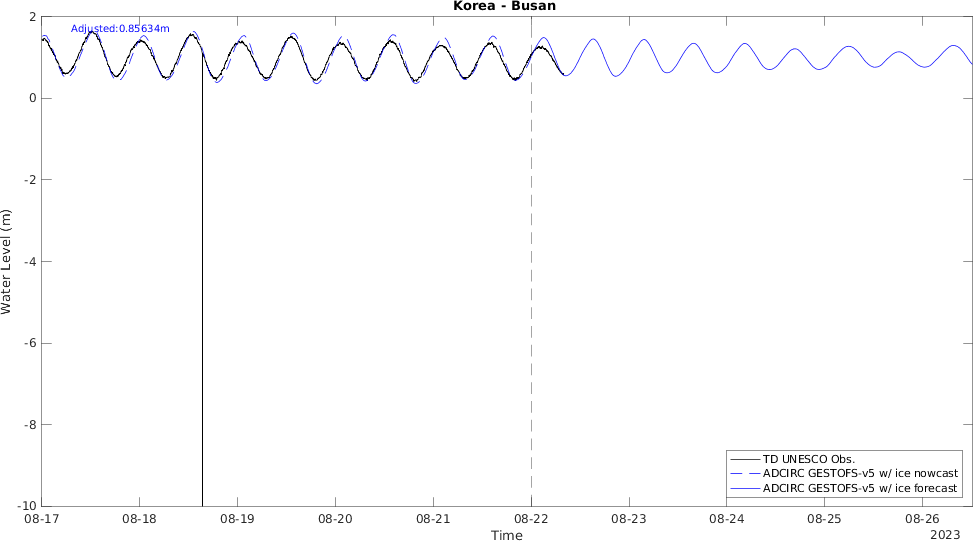 Korea - Busan
Adjusted:0.85634m
2
0
-2
-4
-6
-8
-10
Water Level (m)
08-17 08-18 08-19 08-20 08-21 08-22 08-23 08-24 08-25 08-26
Time
2023
TD UNESCO Obs.
ADCIRC GESTOFS-v5 w/ ice nowcast
ADCIRC GESTOFS-v5 w/ ice forecast